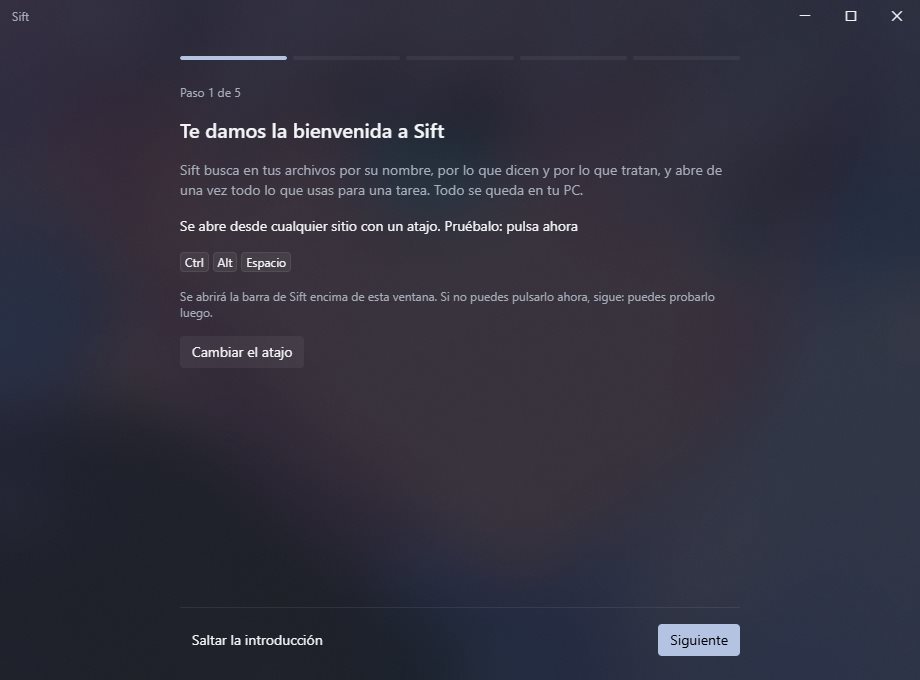 Sift
Paso 1 de 5
Te damos la bienvenida a Sift
Sift busca en tus archivos por su nombre, por lo que dicen y por lo que tratan, y abre de
una vez todo lo que usas para una tarea. Todo se queda en tu PC.
Se abre desde cualquier sitio con un atajo. Pruébalo: pulsa ahora
Ctrl Alt Espacio
Se abrirá la barra de Sift encima de esta ventana. Si no puedes pulsarlo ahora, sigue: puedes probarlo
luego.
Cambiar el atajo
Saltar la introducción
Siguiente